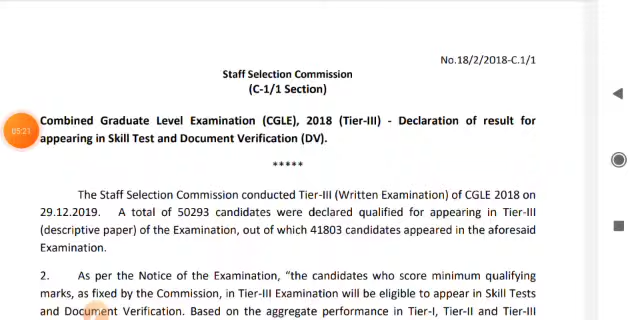 No.18/2/2018-C.1/1
Staff Selection Commission
(C-1/1 Section)
Combined Graduate Level Examination (CGLE), 2018 (Tier-III) - Declaration of result for
05:21
appearing in Skill Test and Document Verification (DV).
*****
The Staff Selection Commission conducted Tier-III (Written Examination) of CGLE 2018 on
29.12.2019. A total of 50293 candidates were declared qualified for appearing in Tier-III
(descriptive paper) of the Examination, out of which 41803 candidates appeared in the aforesaid
Examination.
2. As per the Notice of the Examination, “the candidates who score minimum qualifying
marks, as fixed by the Commission, in Tier-III Examination will be eligible to appear in Skill Tests
and Document Verification. Based on the aggregate performance in Tier-I, Tier-II and Tier-III